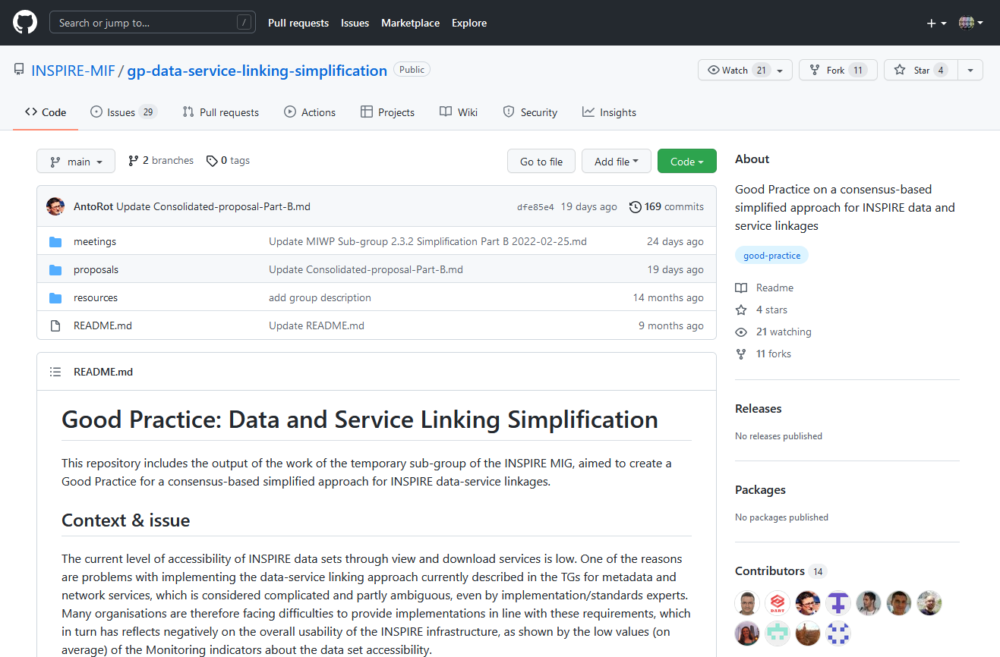 Search or jump to... /
Pull requests Issues Marketplace Explore
INSPIRE-MIF / gp-data-service-linking-simplification Public
Watch 21 Fork 11 Star 4
Code Issues 29 Pull requests Actions Projects Wiki Security Insights
main 2 branches 0 tags Go to file Add file Code
AntoRot Update Consolidated-proposal-Part-B.md dfe85e4 19 days ago 169 commits
meetings Update MIWP Sub-group 2.3.2 Simplification Part B 2022-02-25.md 24 days ago
proposals Update Consolidated-proposal-Part-B.md 19 days ago
resources add group description 14 months ago
README.md Update README.md 9 months ago
README.md
Good Practice: Data and Service Linking Simplification
This repository includes the output of the work of the temporary sub-group of the INSPIRE MIG, aimed to create a
Good Practice for a consensus-based simplified approach for INSPIRE data-service linkages.
Context & issue
The current level of accessibility of INSPIRE data sets through view and download services is low. One of the reasons
are problems with implementing the data-service linking approach currently described in the TGs for metadata and
network services, which is considered complicated and partly ambiguous, even by implementation/standards experts.
Many organisations are therefore facing difficulties to provide implementations in line with these requirements, which
in turn has reflects negatively on the overall usability of the INSPIRE infrastructure, as shown by the low values (on
average) of the Monitoring indicators about the data set accessibility.
About
Good Practice on a consensus-based
simplified approach for INSPIRE data and
service linkages
good-practice
Readme
4 stars
21 watching
11 forks
Releases
No releases published
Packages
No packages published
Contributors 14
DART